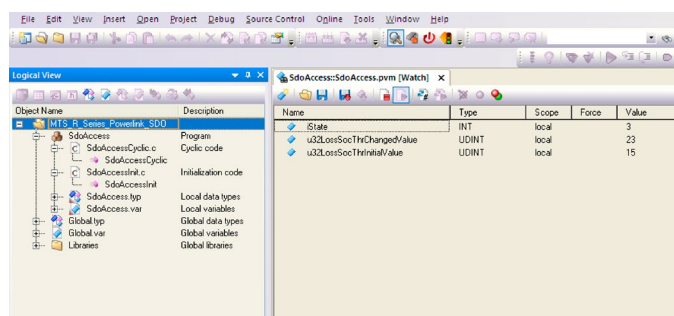 File Edit View Insert Open Project Debug Source Control Online Tools Window Help
Logical View
SdoAccess::SdoAccess.pvm [Watch] X
Object Name Description
MTS_R_Series_Powerlink_SDO
SdoAccess Program
SdoAccessCyclic.c Cyclic code
SdoAccessCyclic
SdoAccessInit.c Initialization code
SdoAccessInit
SdoAccess.typ Local data types
SdoAccess.var Local variables
Global.typ Global data types
Global.var Global variables
Libraries Global libraries
Name Type Scope Force Value
iState INT local 3
u32LossSocThrChangedValue UDINT local 23
u32LossSocThrInitialValue UDINT local 15